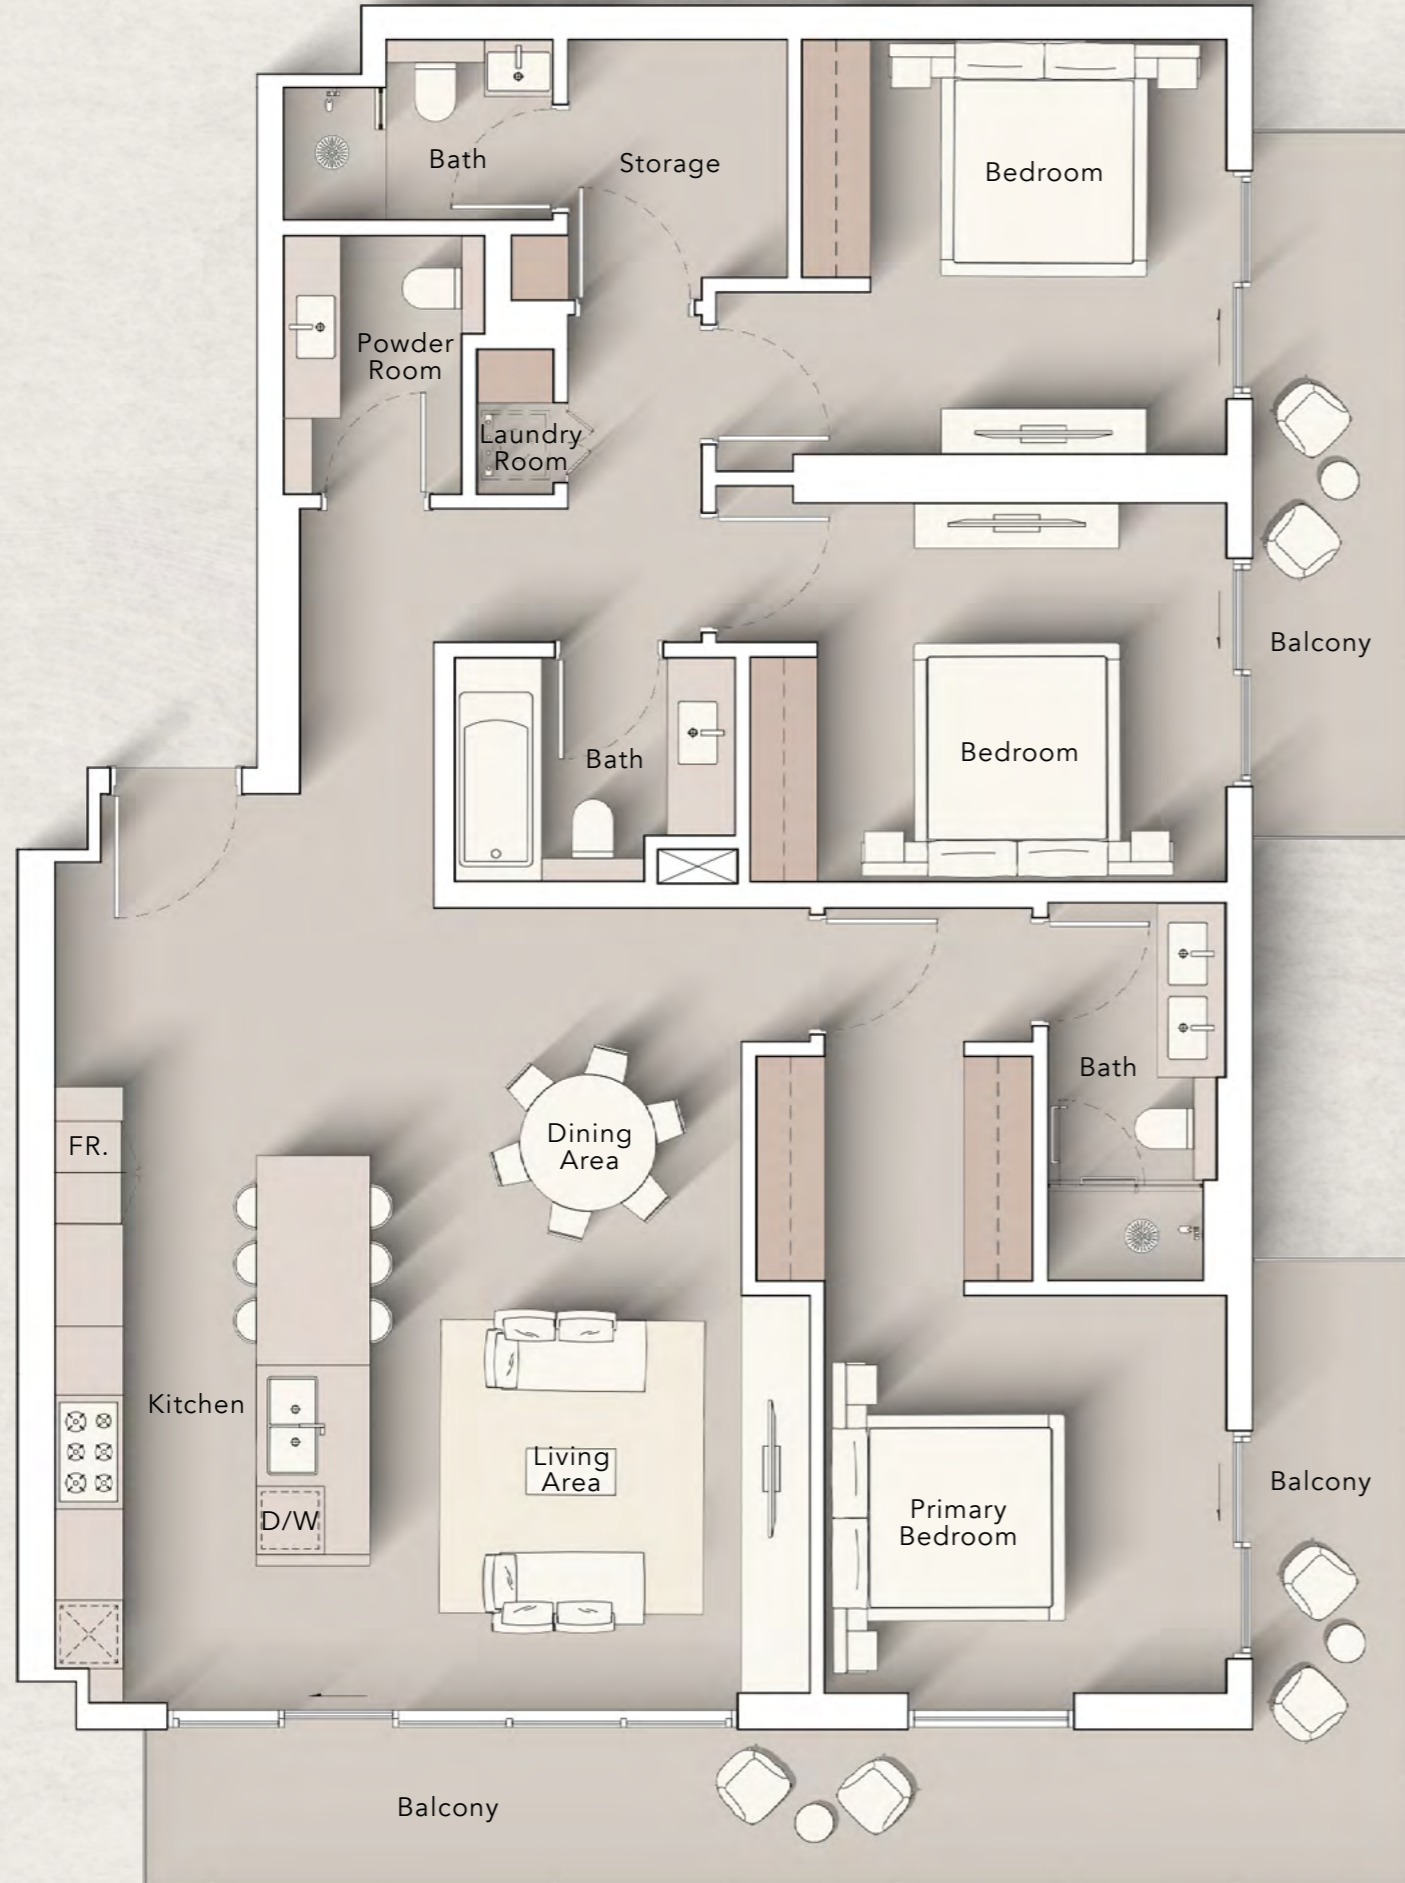 Bath
Storage
Bedroom
Powder
Room
Laundry
Room
Balcony
Bath
Bedroom
Bath
Dining
Area
FR.
Kitchen
Living
Area
D/W
Primary
Bedroom
Balcony
Balcony